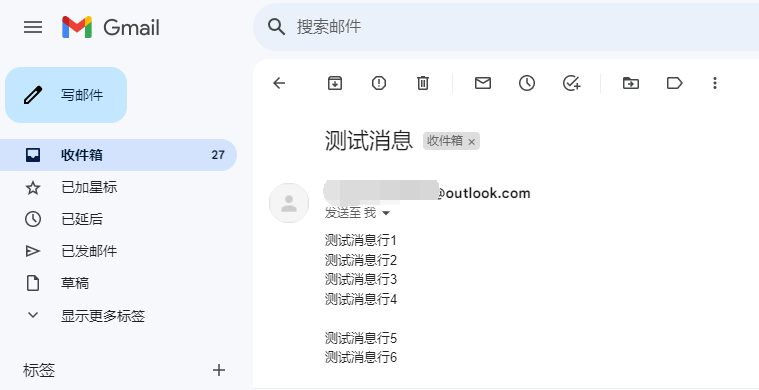 Gmail
搜索邮件
写邮件
收件箱 27
已加星标
已延后
已发邮件
草稿
显示更多标签
标签
测试消息 收件箱 ×
@outlook.com
发送至 我
测试消息行1
测试消息行2
测试消息行3
测试消息行4
测试消息行5
测试消息行6